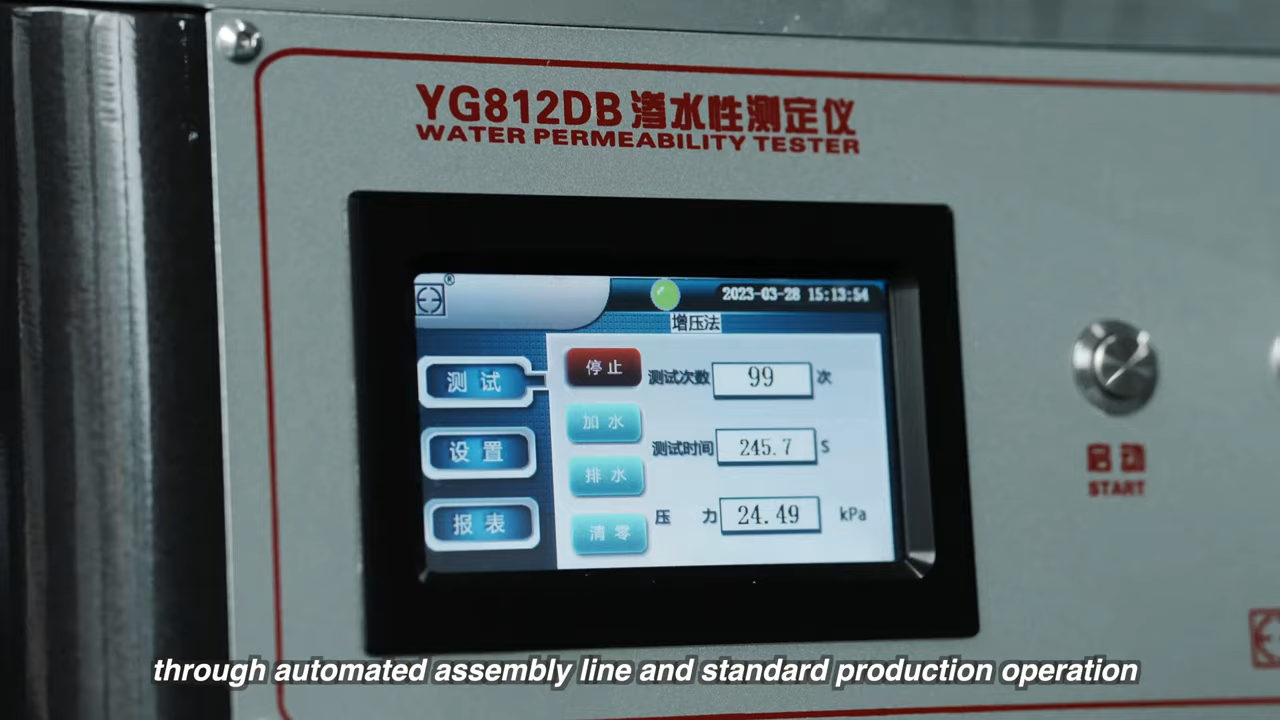 YG812DB 渗水性测定仪
WATER PERMEABILITY TESTER
®
2023-03-28 15:13:54
增压法
测试
停止
测试次数 99 次
加水
设置
测试时间 245.7 S
排水
报表
压力 24.49 kPa
清零
启动
START
through automated assembly line and standard production operation